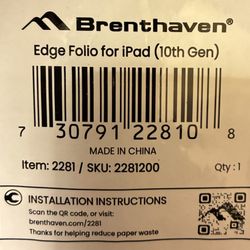 Brenthaven®
Edge Folio for iPad (10th Gen)
7 30791 22810 8
MADE IN CHINA
Item: 2281 / SKU: 2281200 Qty : 1
INSTALLATION INSTRUCTIONS
Scan the QR code, or visit:
brenthaven.com/2281
Thanks for helping reduce paper waste